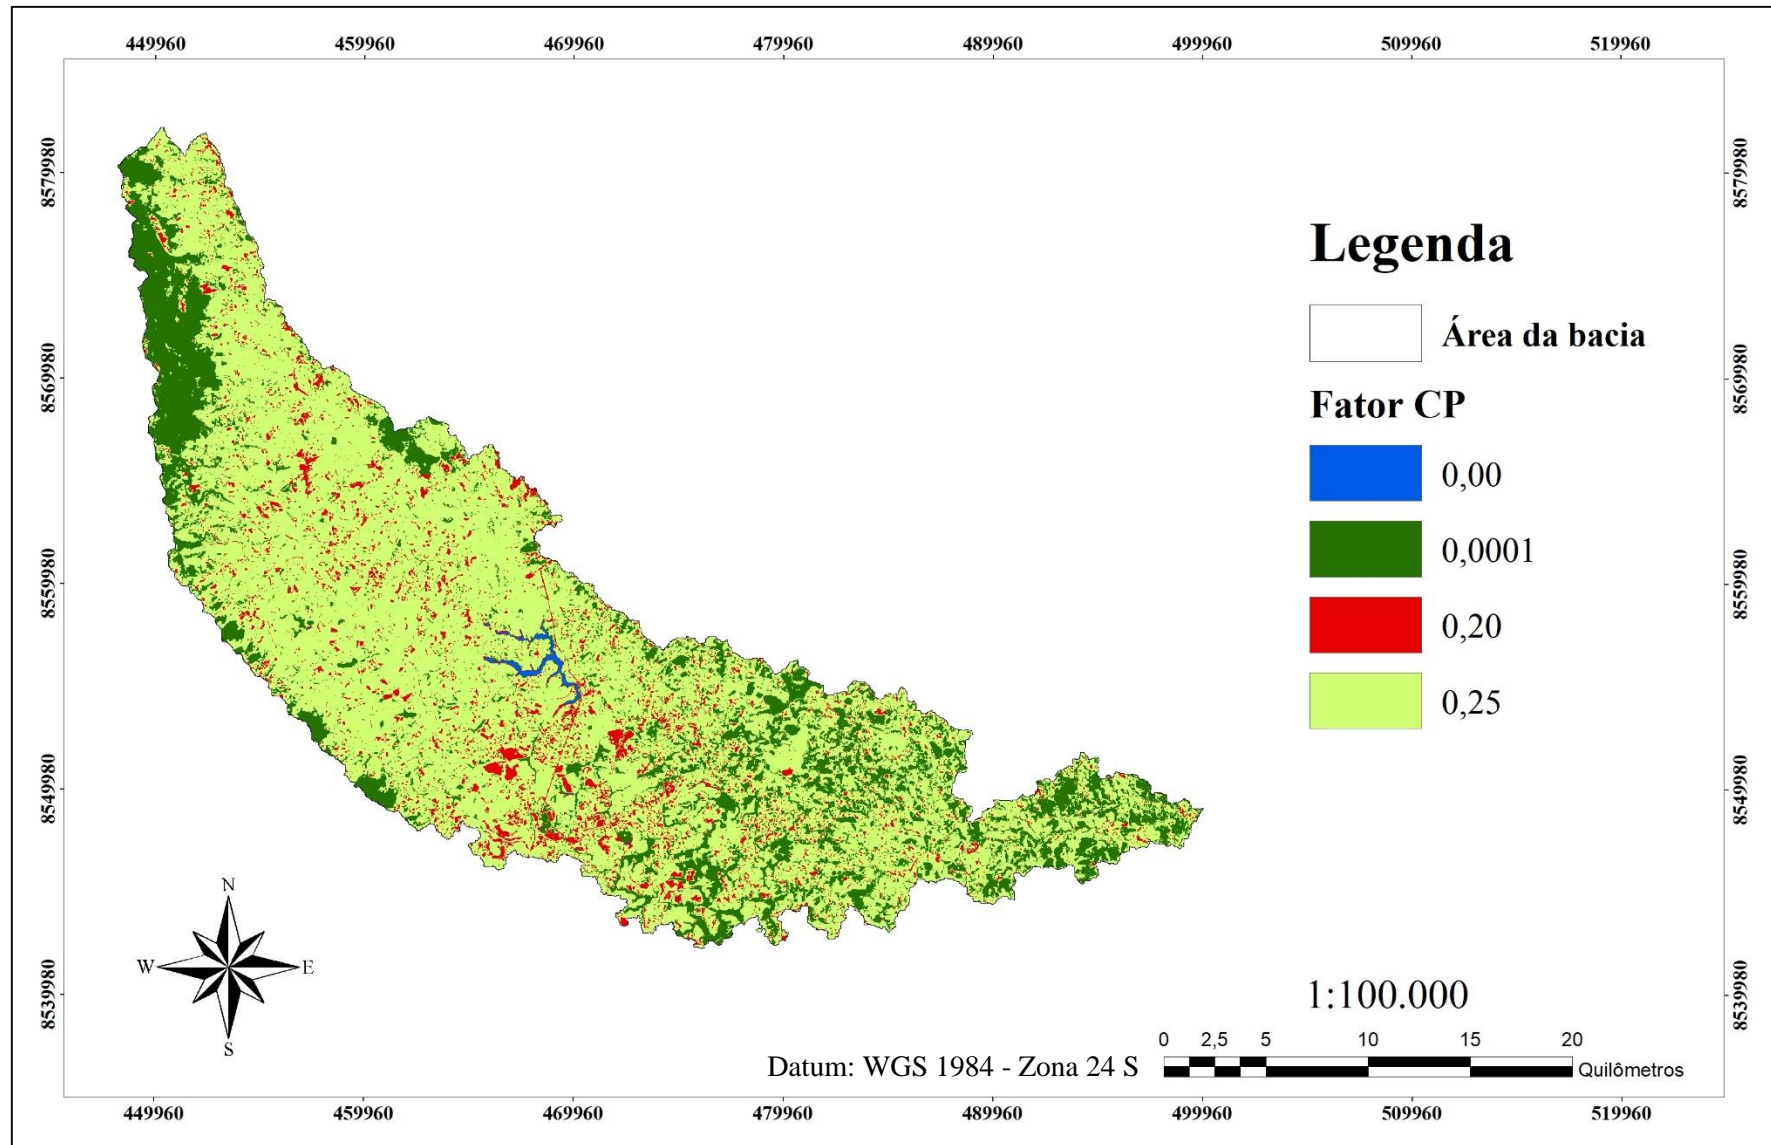 449960 459960 469960 479960 489960 499960 509960 519960
8579980 8579980
Legenda
Área da bacia
8569980 8569980
Fator CP
0,00
0,0001
8559980 8559980
0,20
0,25
8549980 8549980
N
W E
S
8539980 8539980
1:100.000
0 2,5 5 10 15 20
Datum: WGS 1984 - Zona 24 S
Quilômetros
449960 459960 469960 479960 489960 499960 509960 519960